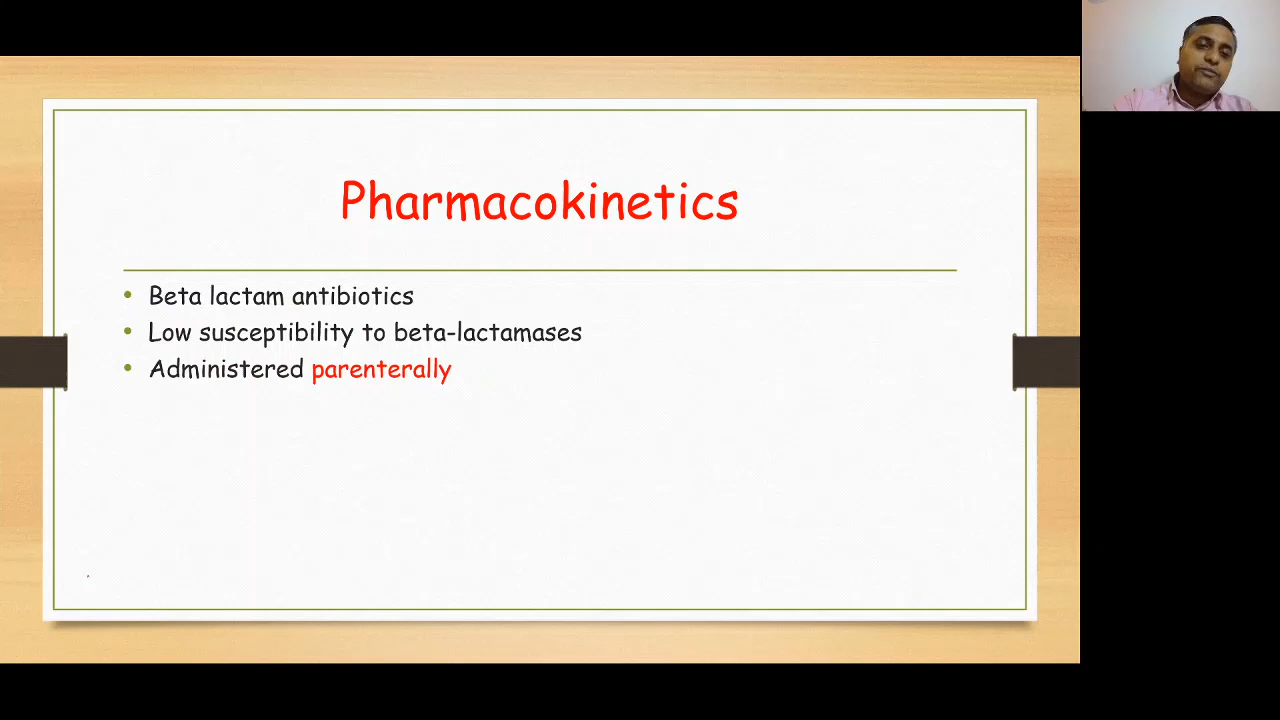 Pharmacokinetics
• Beta lactam antibiotics
• Low susceptibility to beta-lactamases
• Administered parenterally